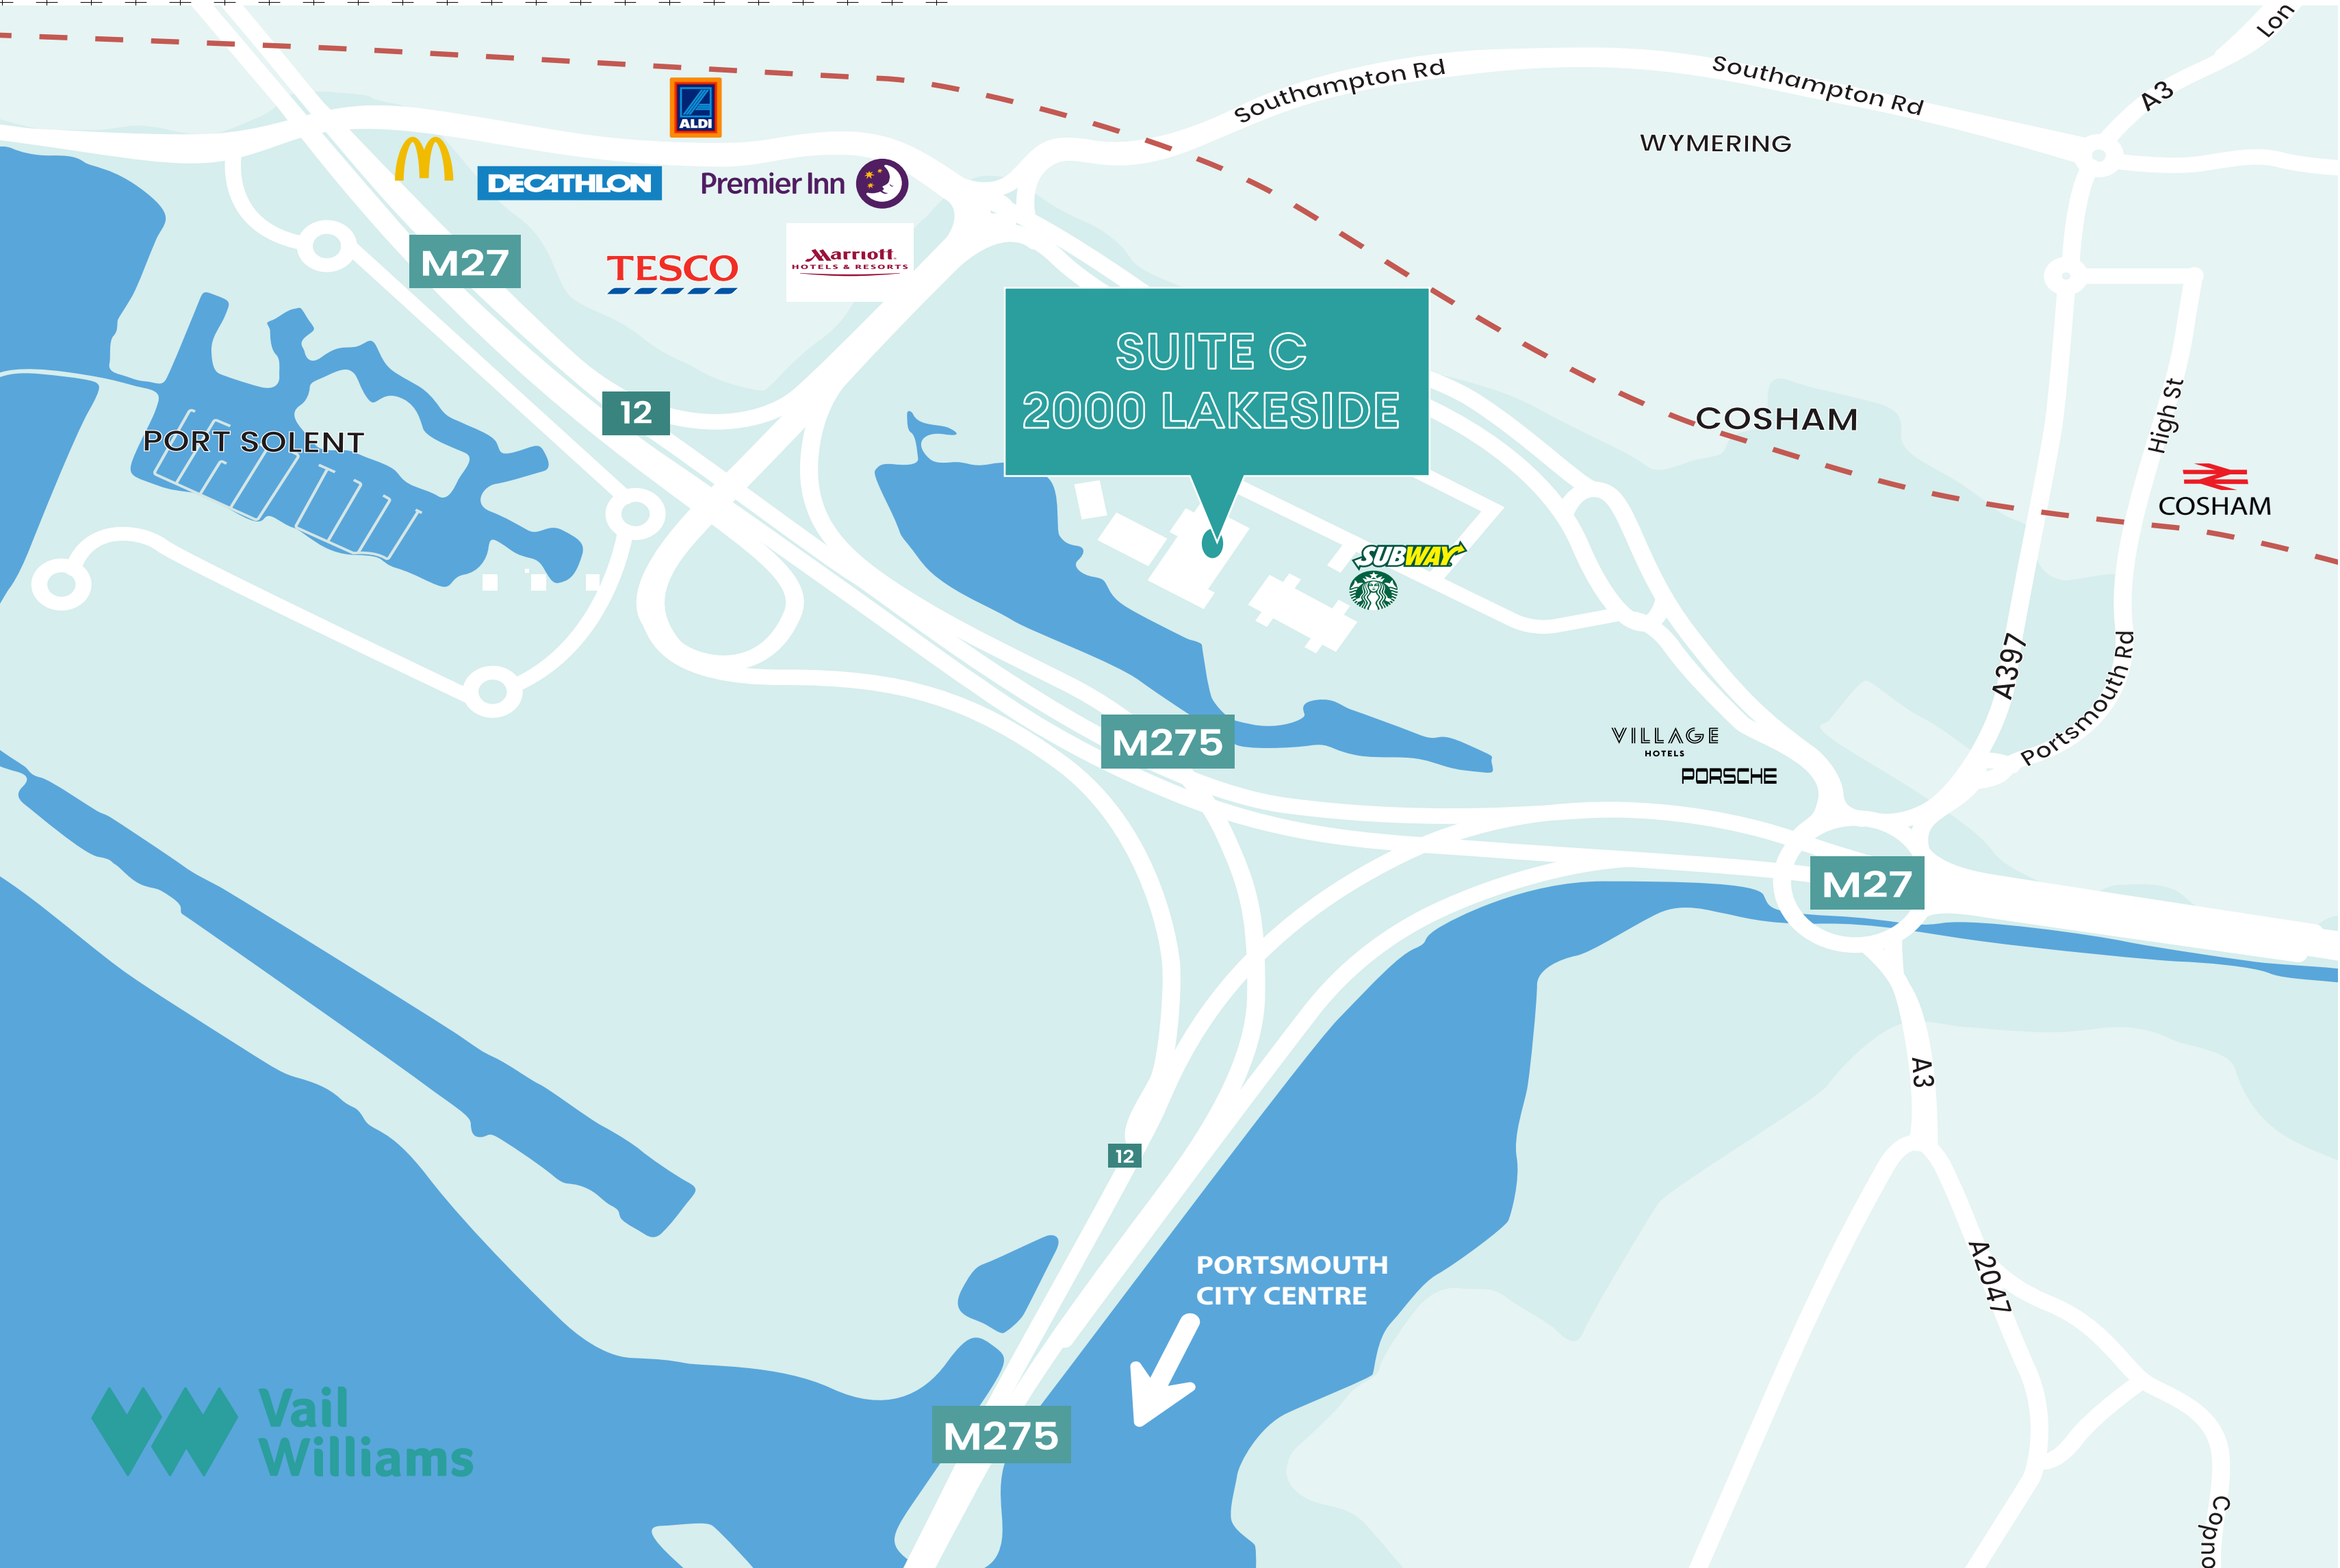 Lon
Southampton Rd
Southampton Rd
A3
ALDI
WYMERING
DECATHLON
Premier Inn
M27
TESCO
Marriott
HOTELS & RESORTS
SUITE C
2000 LAKESIDE
12
COSHAM
High St
PORT SOLENT
COSHAM
SUBWAY
A397
Portsmouth Rd
M275
VILLAGE
HOTELS
PORSCHE
M27
A3
12
PORTSMOUTH
CITY CENTRE
A2047
Vail
Williams
M275
Copno